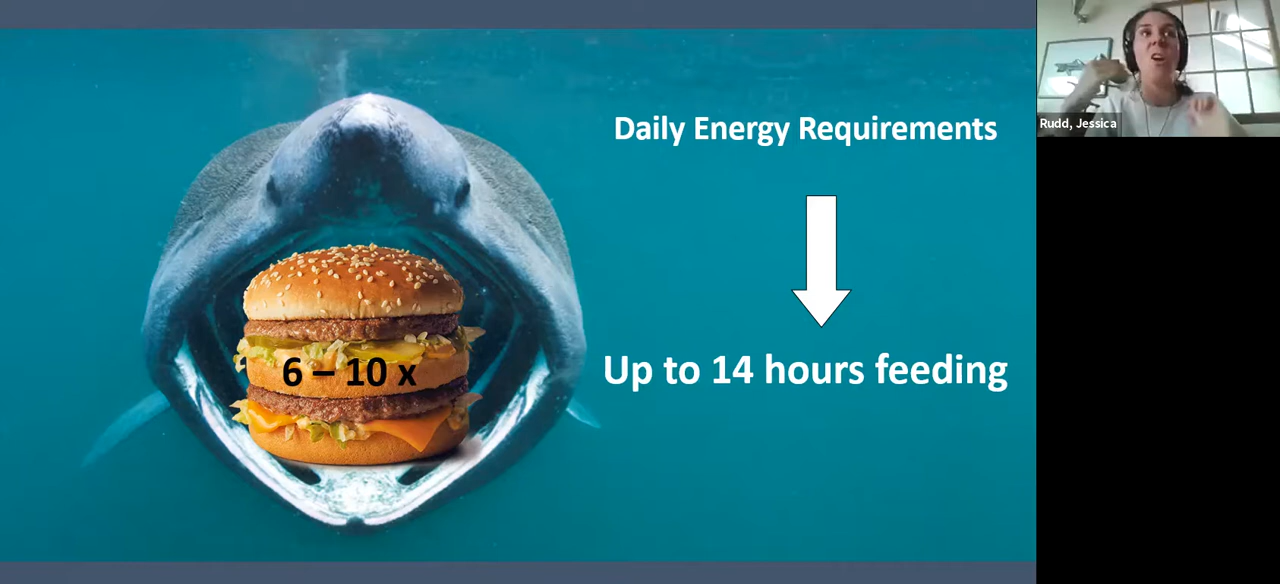 Daily Energy Requirements
6 – 10 x
Up to 14 hours feeding
Rudd, Jessica